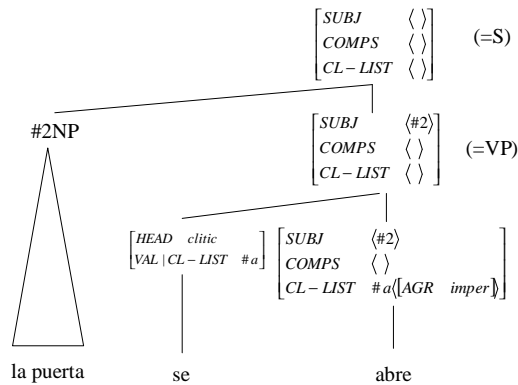 [SUBJ ⟨ ⟩
COMPS ⟨ ⟩ (=S)
CL – LIST ⟨ ⟩]
#2NP
[SUBJ ⟨#2⟩
COMPS ⟨ ⟩ (=VP)
CL – LIST ⟨ ⟩]
[HEAD clitic
VAL | CL – LIST # a]
[SUBJ ⟨#2⟩
COMPS ⟨ ⟩
CL – LIST # a⟨[AGR imper]⟩]
la puerta se abre